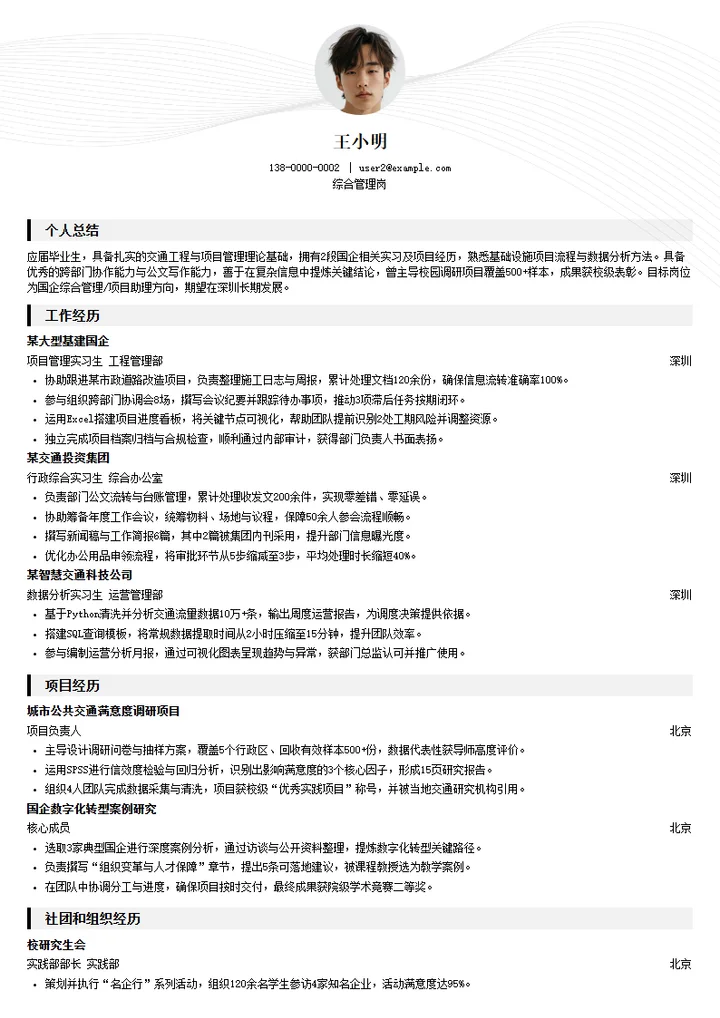 王小明
138-0000-0002 | user2@example.com
综合管理岗
个人总结
应届毕业生，具备扎实的交通工程与项目管理理论基础，拥有2段国企相关实习及项目经历，熟悉基础设施项目流程与数据分析方法。具备
优秀的跨部门协作能力与公文写作能力，善于在复杂信息中提炼关键结论，曾主导校园调研项目覆盖500+样本，成果获校级表彰。目标岗位
为国企综合管理/项目助理方向，期望在深圳长期发展。
工作经历
某大型基建国企
项目管理实习生 工程管理部 深圳
• 协助跟进某市政道路改造项目，负责整理施工日志与周报，累计处理文档120余份，确保信息流转准确率100%。
• 参与组织跨部门协调会8场，撰写会议纪要并跟踪待办事项，推动3项滞后任务按期闭环。
• 运用Excel搭建项目进度看板，将关键节点可视化，帮助团队提前识别2处工期风险并调整资源。
• 独立完成项目档案归档与合规检查，顺利通过内部审计，获得部门负责人书面表扬。
某交通投资集团
行政综合实习生 综合办公室 深圳
• 负责部门公文流转与台账管理，累计处理收发文200余件，实现零差错、零延误。
• 协助筹备年度工作会议，统筹物料、场地与议程，保障50余人参会流程顺畅。
• 撰写新闻稿与工作简报6篇，其中2篇被集团内刊采用，提升部门信息曝光度。
• 优化办公用品申领流程，将审批环节从5步缩减至3步，平均处理时长缩短40%。
某智慧交通科技公司
数据分析实习生 运营管理部 深圳
• 基于Python清洗并分析交通流量数据10万+条，输出周度运营报告，为调度决策提供依据。
• 搭建SQL查询模板，将常规数据提取时间从2小时压缩至15分钟，提升团队效率。
• 参与编制运营分析月报，通过可视化图表呈现趋势与异常，获部门总监认可并推广使用。
项目经历
城市公共交通满意度调研项目
项目负责人 北京
• 主导设计调研问卷与抽样方案，覆盖5个行政区、回收有效样本500+份，数据代表性获导师高度评价。
• 运用SPSS进行信效度检验与回归分析，识别出影响满意度的3个核心因子，形成15页研究报告。
• 组织4人团队完成数据采集与清洗，项目获校级“优秀实践项目”称号，并被当地交通研究机构引用。
国企数字化转型案例研究
核心成员 北京
• 选取3家典型国企进行深度案例分析，通过访谈与公开资料整理，提炼数字化转型关键路径。
• 负责撰写“组织变革与人才保障”章节，提出5条可落地建议，被课程教授选为教学案例。
• 在团队中协调分工与进度，确保项目按时交付，最终成果获院级学术竞赛二等奖。
社团和组织经历
校研究生会
实践部部长 实践部 北京
• 策划并执行“名企行”系列活动，组织120余名学生参访4家知名企业，活动满意度达95%。